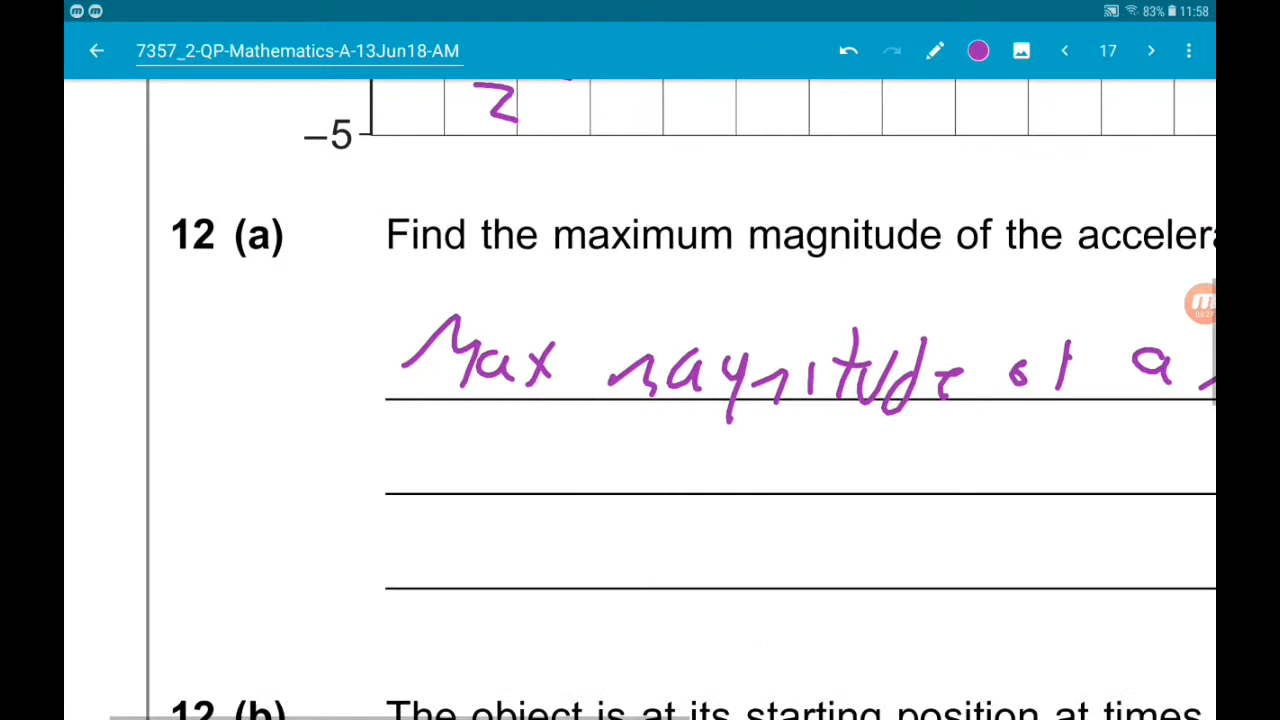 83% 11:58
7357_2-QP-Mathematics-A-13Jun18-AM 17
2
–5
12 (a) Find the maximum magnitude of the accelera
Max magnitude of a
12 (b) The object is at its starting position at times